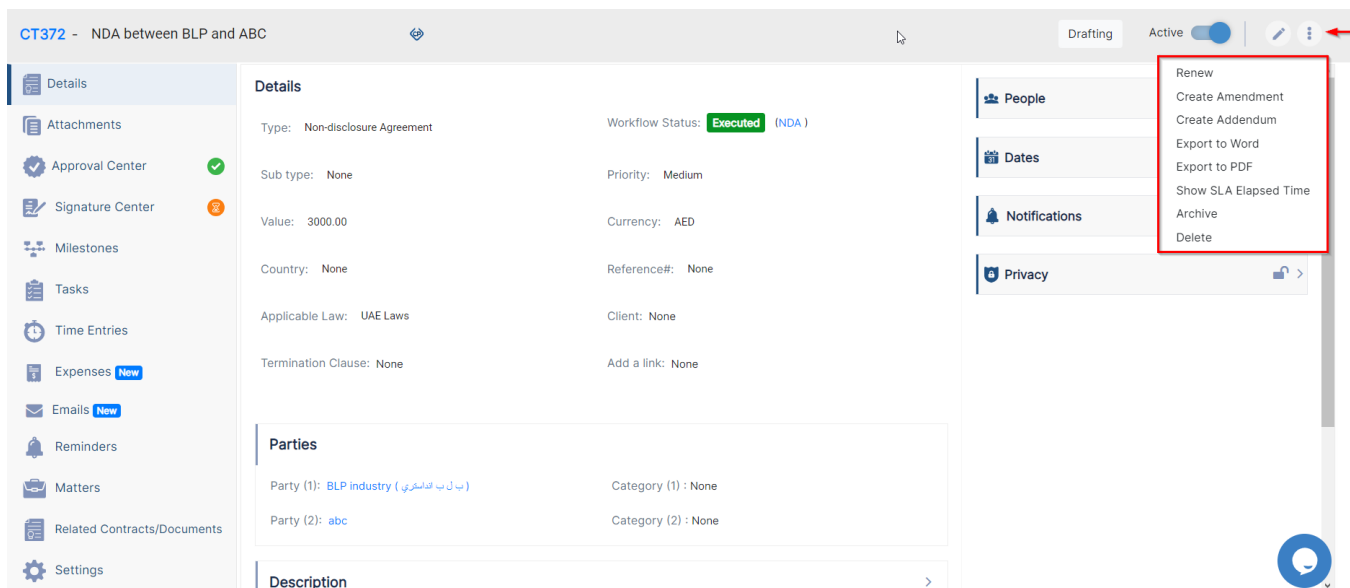 CT372 - NDA between BLP and ABC
Drafting
Active
Details
Attachments
Approval Center
Signature Center
Milestones
Tasks
Time Entries
Expenses New
Emails New
Reminders
Matters
Related Contracts/Documents
Settings
Details
Type: Non-disclosure Agreement
Workflow Status: Executed (NDA )
Sub type: None
Priority: Medium
Value: 3000.00
Currency: AED
Country: None
Reference#: None
Applicable Law: UAE Laws
Client: None
Termination Clause: None
Add a link: None
Parties
Party (1): BLP industry ( ب ل ب انداستري )
Category (1) : None
Party (2): abc
Category (2) : None
Description
People
Dates
31
Notifications
Privacy
Renew
Create Amendment
Create Addendum
Export to Word
Export to PDF
Show SLA Elapsed Time
Archive
Delete